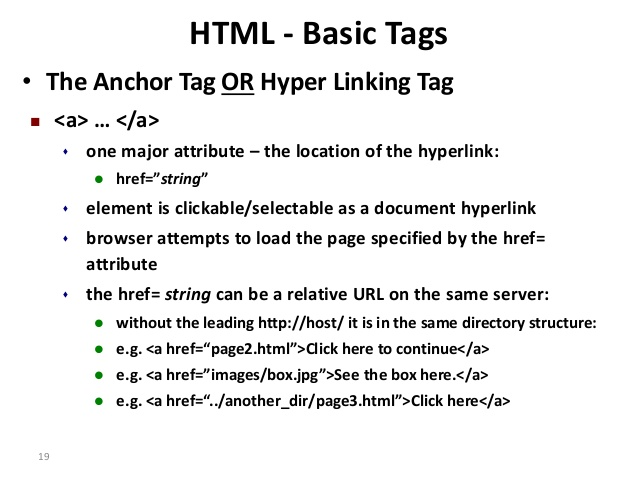 HTML - Basic Tags
• The Anchor Tag OR Hyper Linking Tag
<a> … </a>
one major attribute – the location of the hyperlink:
href=”string”
element is clickable/selectable as a document hyperlink
browser attempts to load the page specified by the href=
attribute
the href= string can be a relative URL on the same server:
without the leading http://host/ it is in the same directory structure:
e.g. <a href=“page2.html”>Click here to continue</a>
e.g. <a href=”images/box.jpg”>See the box here.</a>
e.g. <a href=“../another_dir/page3.html”>Click here</a>
19